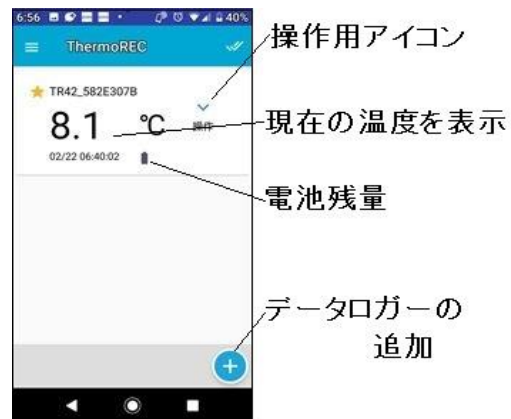 6:56
40%
ThermoREC
TR42_582E307B
8.1 ℃
操作
02/22 06:40:02
操作用アイコン
現在の温度を表示
電池残量
データロガーの
追加